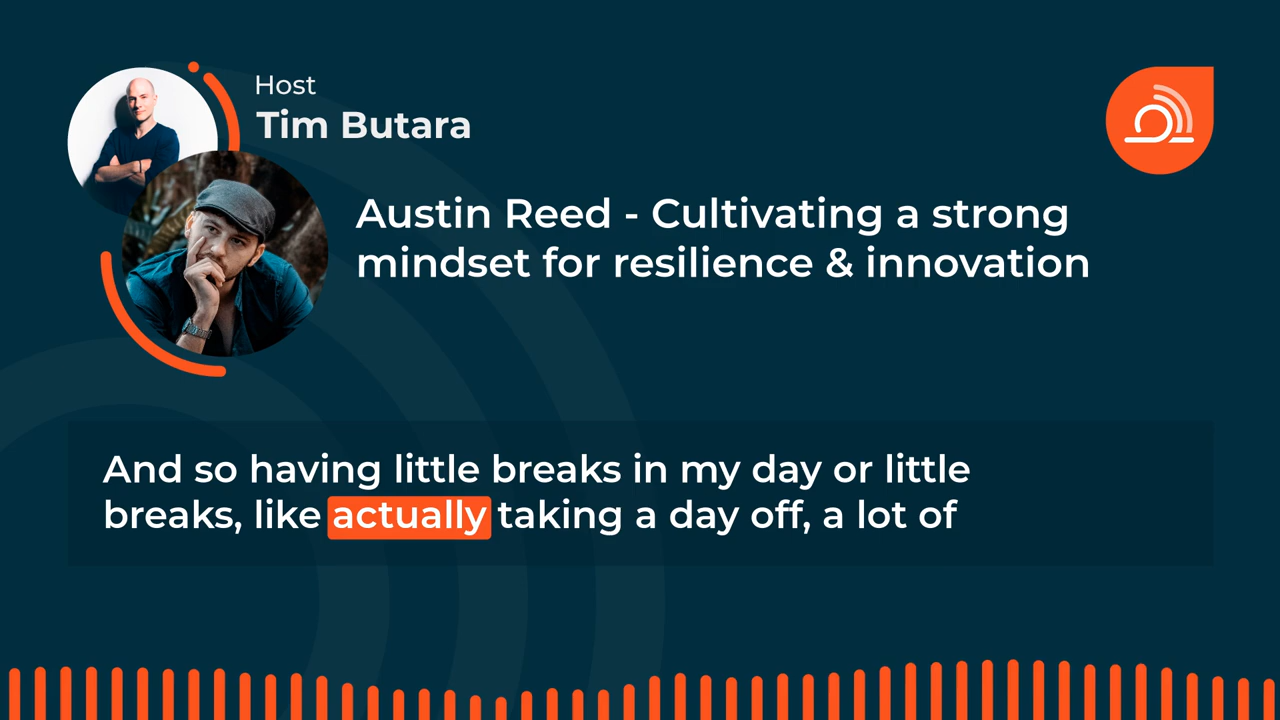 Host
Tim Butara
Austin Reed - Cultivating a strong
mindset for resilience & innovation
And so having little breaks in my day or little
breaks, like actually taking a day off, a lot of